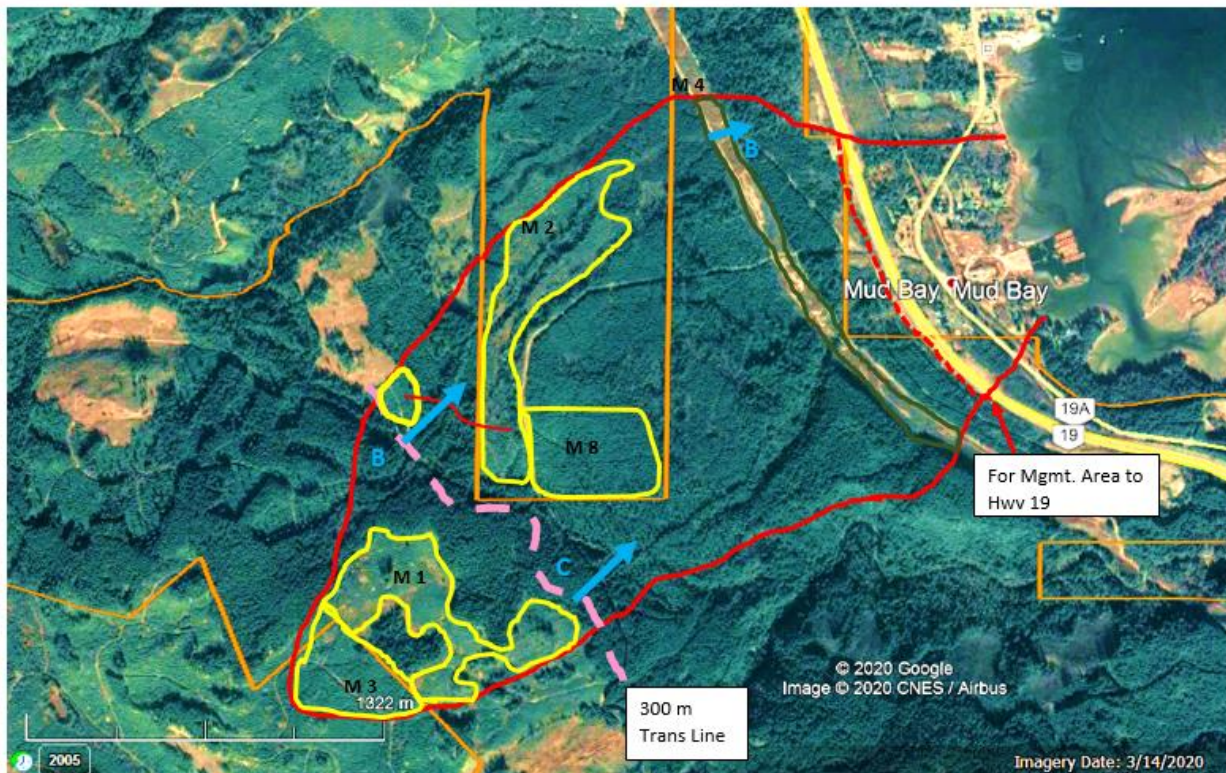 M 4
B
M 2
Mud Bay Mud Bay
19A
19
M 8
B
For Mgmt. Area to
Hwv 19
C
M 1
M 3
1322 m
© 2020 Google
Image © 2020 CNES / Airbus
300 m
Trans Line
2005
Imagery Date: 3/14/2020